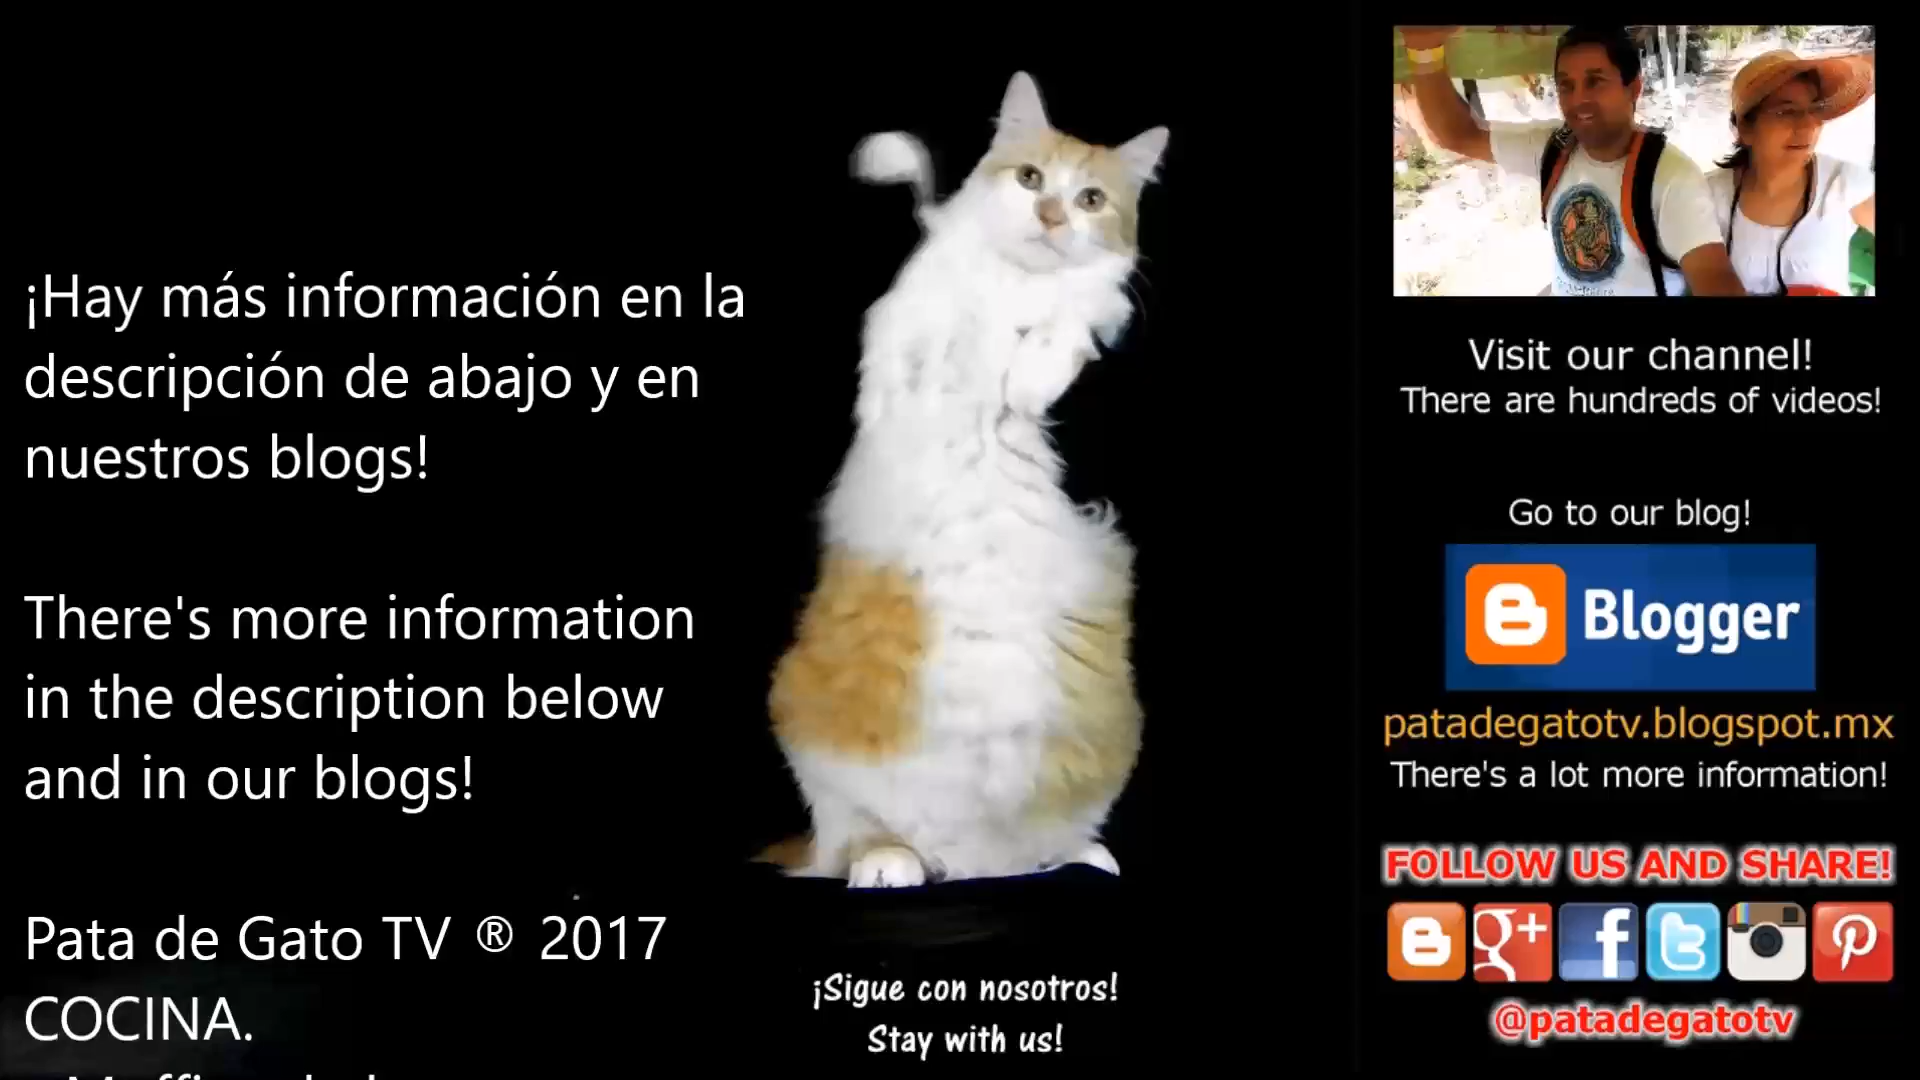 ¡Hay más información en la
descripción de abajo y en
nuestros blogs!
There's more information
in the description below
and in our blogs!
Pata de Gato TV ® 2017
COCINA.
¡Sigue con nosotros!
Stay with us!
Visit our channel!
There are hundreds of videos!
Go to our blog!
Blogger
patadegatotv.blogspot.mx
There's a lot more information!
FOLLOW US AND SHARE!
@patadegatotv